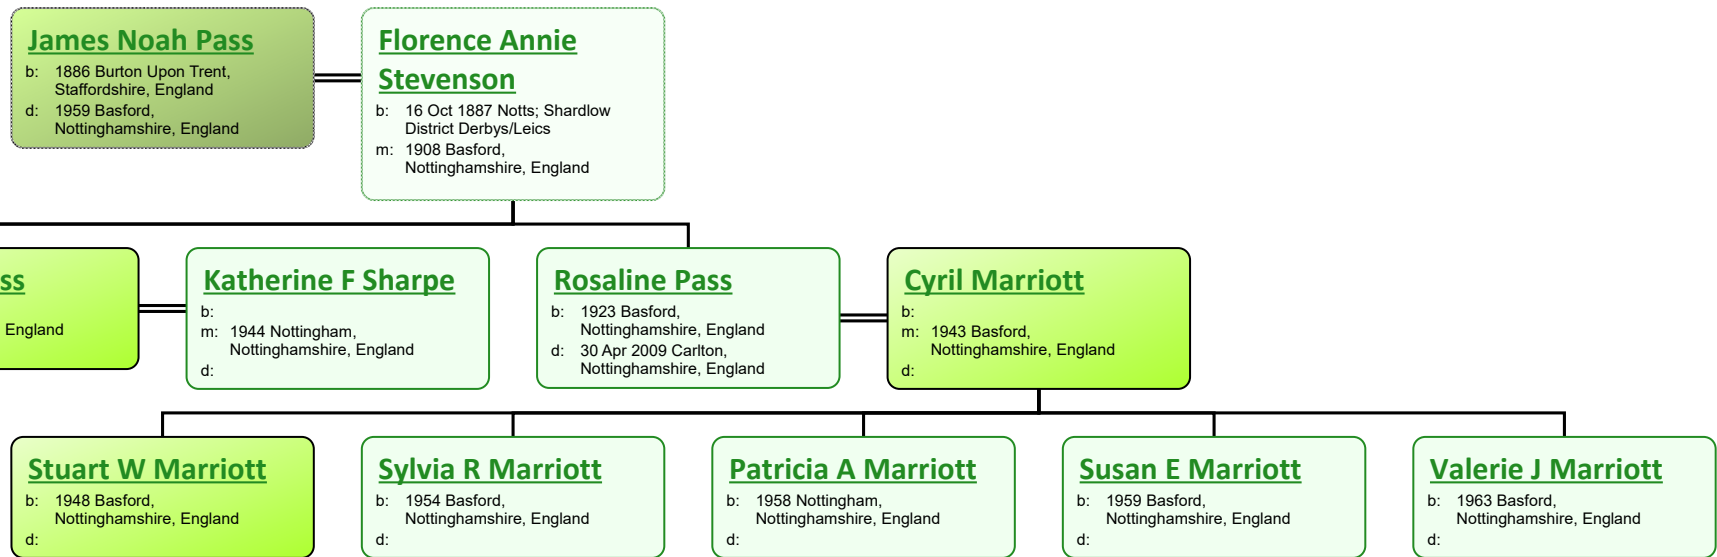 James Noah Pass
b: 1886 Burton Upon Trent,
Staffordshire, England
d: 1959 Basford,
Nottinghamshire, England
Florence Annie
Stevenson
b: 16 Oct 1887 Notts; Shardlow
District Derbys/Leics
m: 1908 Basford,
Nottinghamshire, England
ss
England
Katherine F Sharpe
b:
m: 1944 Nottingham,
Nottinghamshire, England
d:
Rosaline Pass
b: 1923 Basford,
Nottinghamshire, England
d: 30 Apr 2009 Carlton,
Nottinghamshire, England
Cyril Marriott
b:
m: 1943 Basford,
Nottinghamshire, England
d:
Stuart W Marriott
b: 1948 Basford,
Nottinghamshire, England
d:
Sylvia R Marriott
b: 1954 Basford,
Nottinghamshire, England
d:
Patricia A Marriott
b: 1958 Nottingham,
Nottinghamshire, England
d:
Susan E Marriott
b: 1959 Basford,
Nottinghamshire, England
d:
Valerie J Marriott
b: 1963 Basford,
Nottinghamshire, England
d: